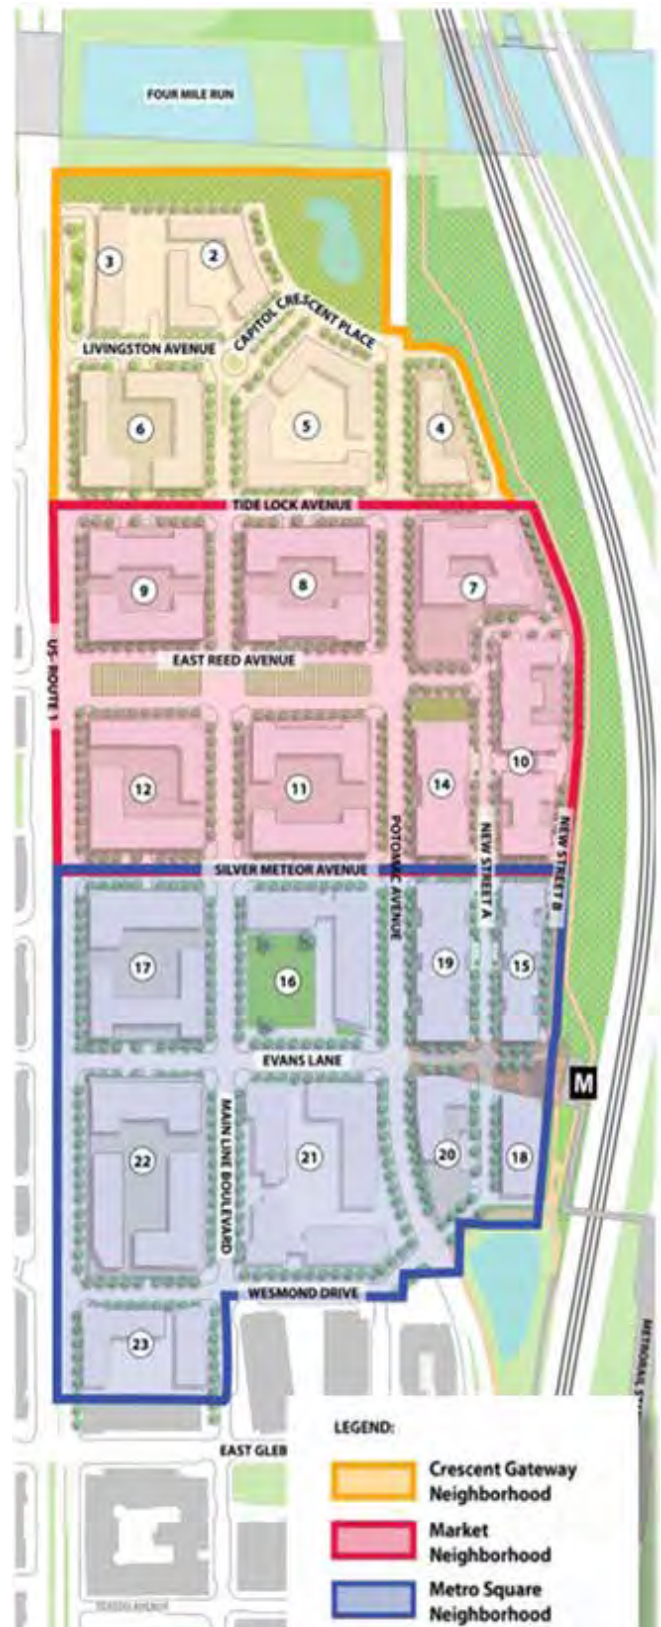 FOUR MILE RUN
3
2
CAPITOL CRESCENT PLACE
LIVINGSTON AVENUE
6
5
4
TIDE LOCK AVENUE
9
8
7
EAST REED AVENUE
US- ROUTE 1
12
11
14
10
POTOMAC AVENUE
NEW STREET A
NEW STREET B
SILVER METEOR AVENUE
17
16
19
15
EVANS LANE
M
MAIN LINE BOULEVARD
22
21
20
18
WESMOND DRIVE
23
METRORAIL
EAST GLEB
LEGEND:
Crescent Gateway
Neighborhood
Market
Neighborhood
Metro Square
Neighborhood